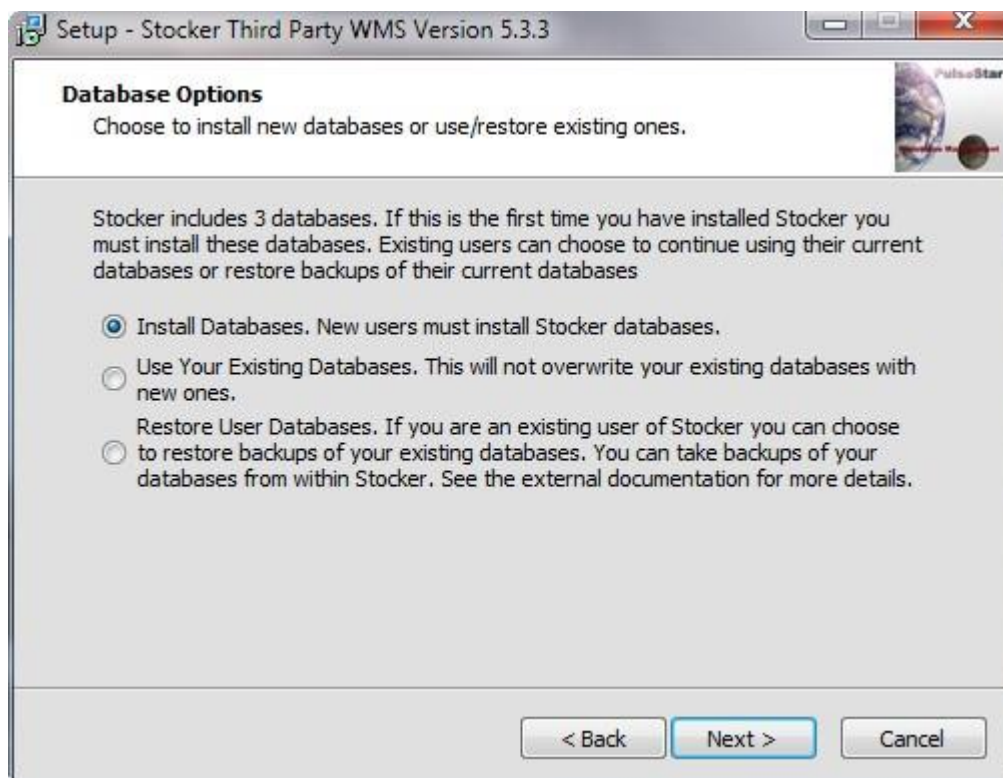 Setup - Stocker Third Party WMS Version 5.3.3
Database Options
Choose to install new databases or use/restore existing ones.
PulseStar
Stocker includes 3 databases. If this is the first time you have installed Stocker you
must install these databases. Existing users can choose to continue using their current
databases or restore backups of their current databases
Install Databases. New users must install Stocker databases.
Use Your Existing Databases. This will not overwrite your existing databases with
new ones.
Restore User Databases. If you are an existing user of Stocker you can choose
to restore backups of your existing databases. You can take backups of your
databases from within Stocker. See the external documentation for more details.
< Back
Next >
Cancel